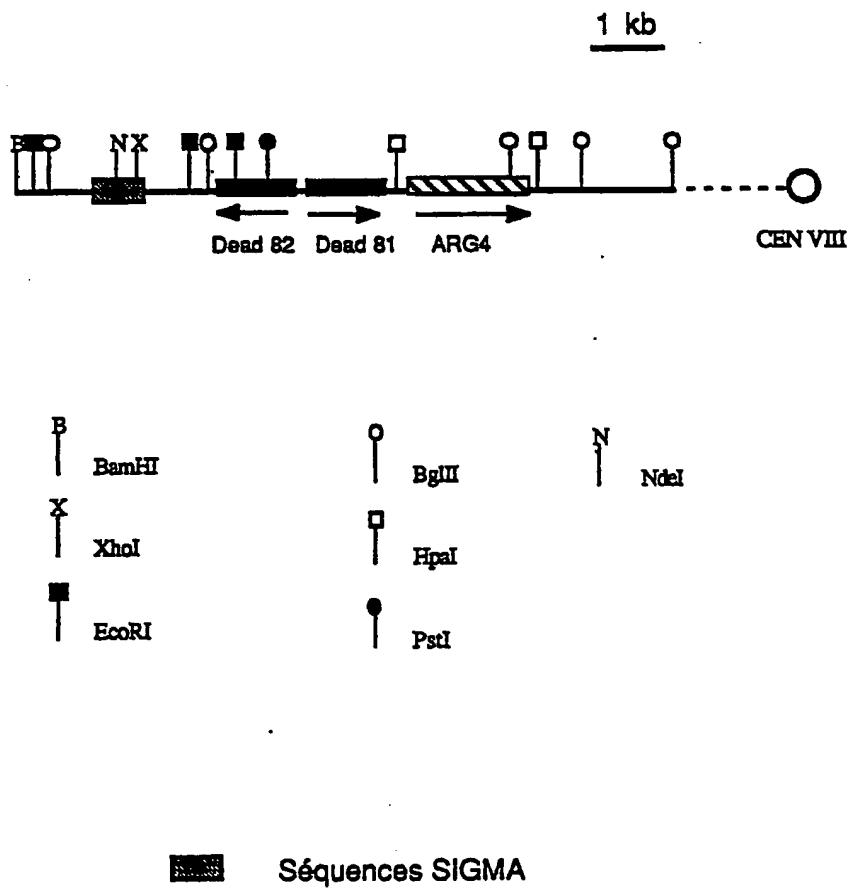 1 kb
B N X
Dead 82 Dead 81 ARG4
CEN VIII
B
BamHI
BglII
N
NdeI
X
XhoI
HpaI
EcoRI
PstI
Séquences SIGMA